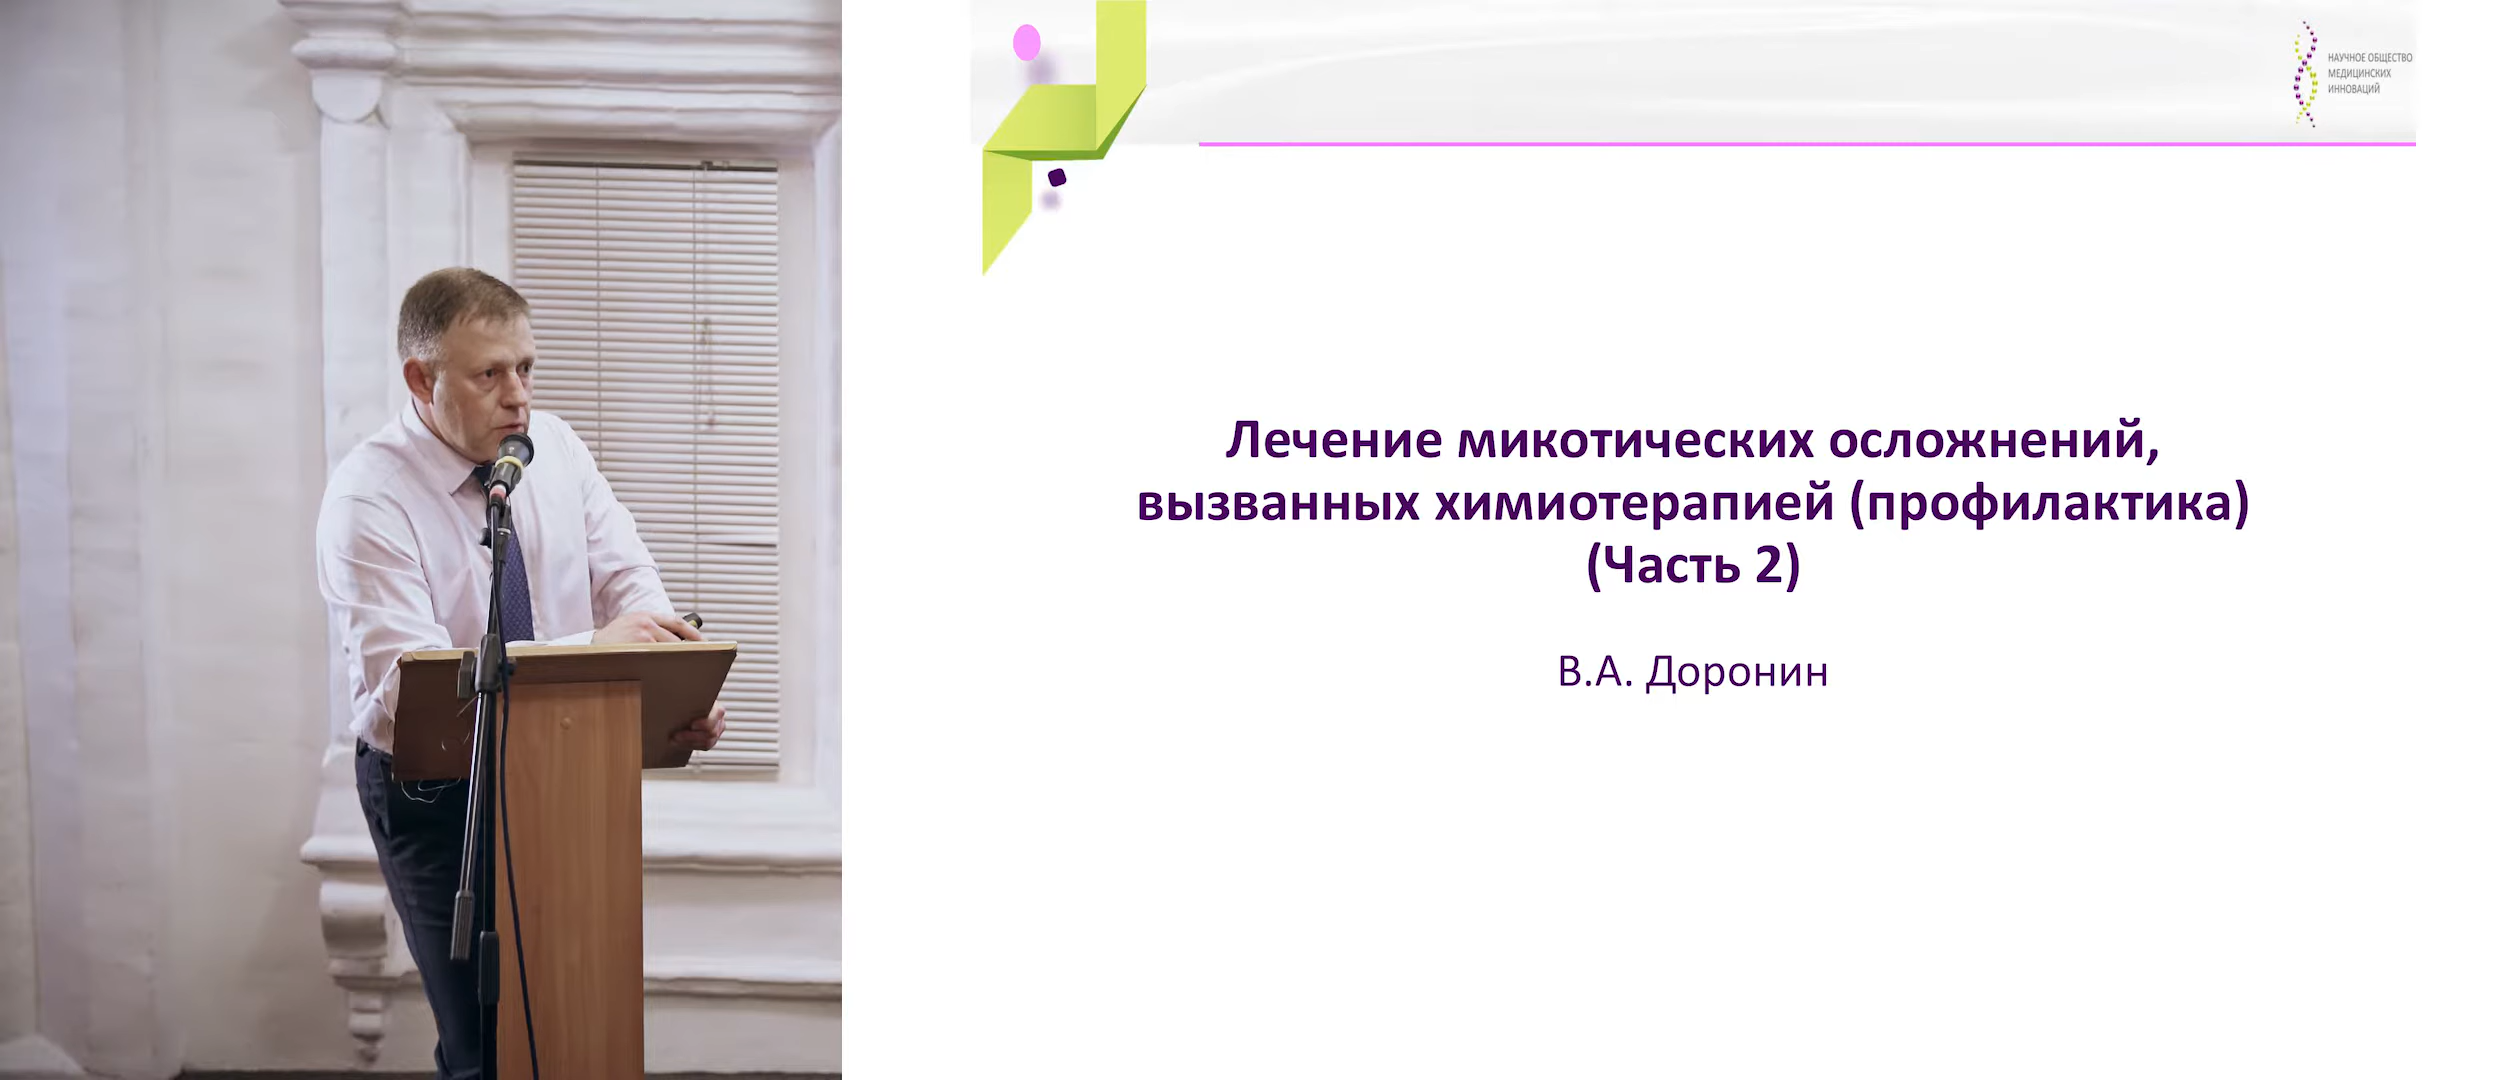 НАУЧНОЕ ОБЩЕСТВО
МЕДИЦИНСКИХ
ИННОВАЦИЙ
Лечение микотических осложнений,
вызванных химиотерапией (профилактика)
(Часть 2)
В.А. Доронин